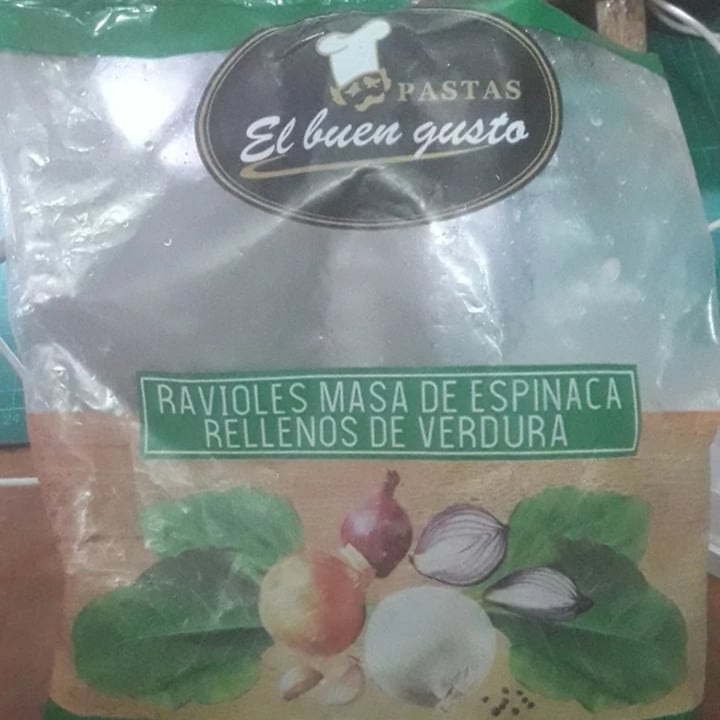 PASTAS
El buen gusto
RAVIOLES MASA DE ESPINACA
RELLENOS DE VERDURA